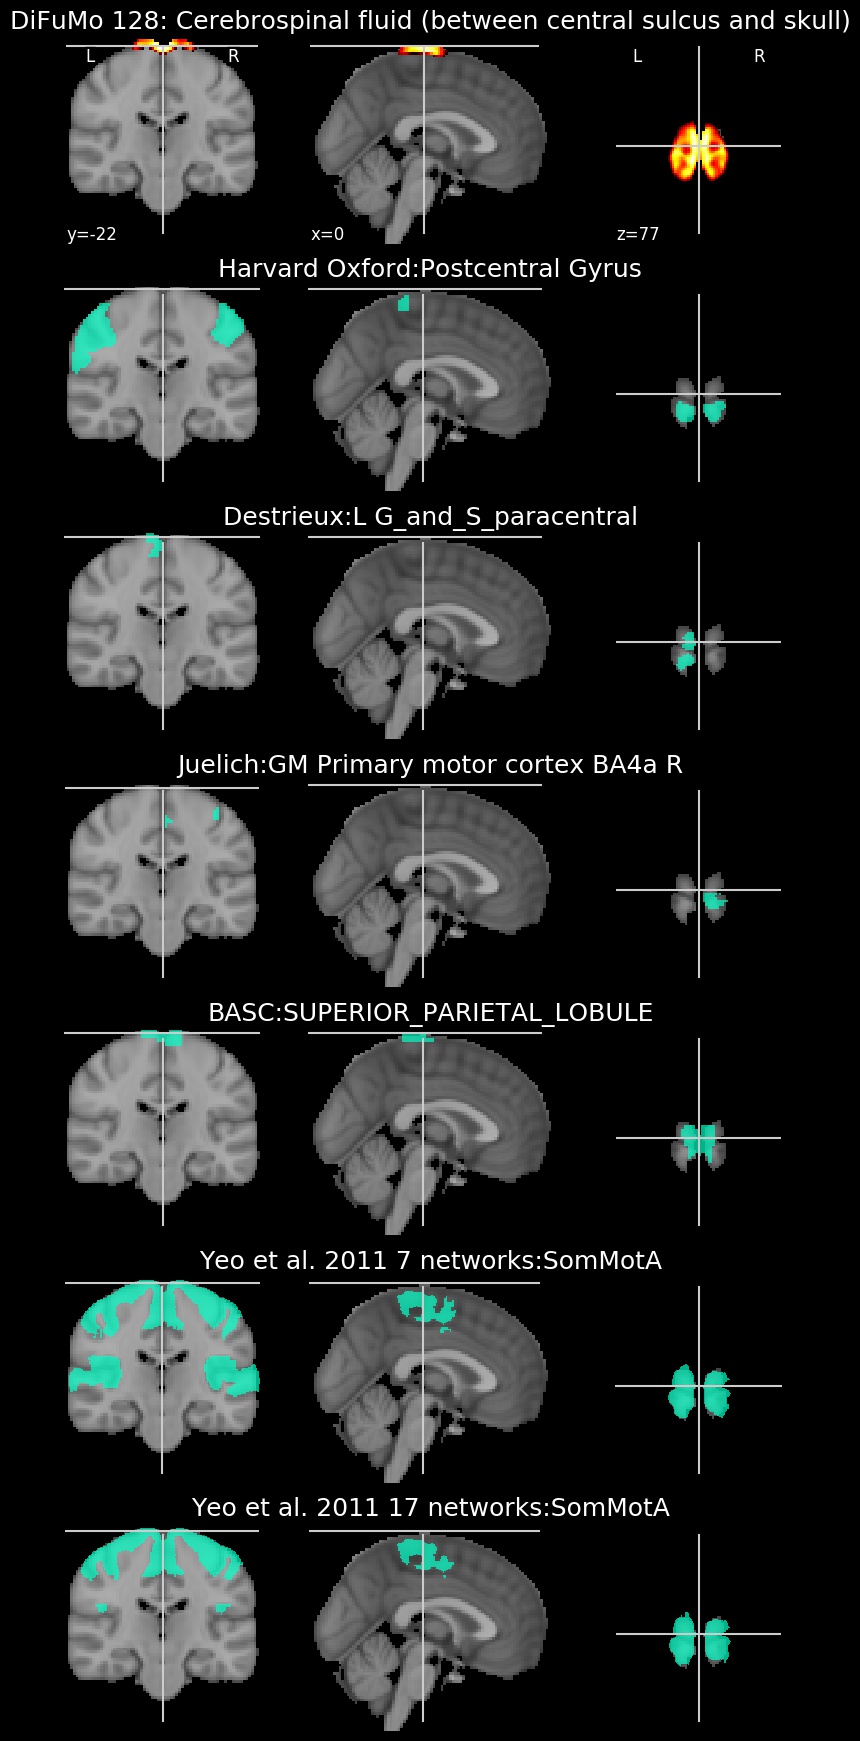 DiFuMo 128: Cerebrospinal fluid (between central sulcus and skull)
L R L R
y=-22 x=0 z=77
Harvard Oxford:Postcentral Gyrus
Destrieux:L G_and_S_paracentral
Juelich:GM Primary motor cortex BA4a R
BASC:SUPERIOR_PARIETAL_LOBULE
Yeo et al. 2011 7 networks:SomMotA
Yeo et al. 2011 17 networks:SomMotA